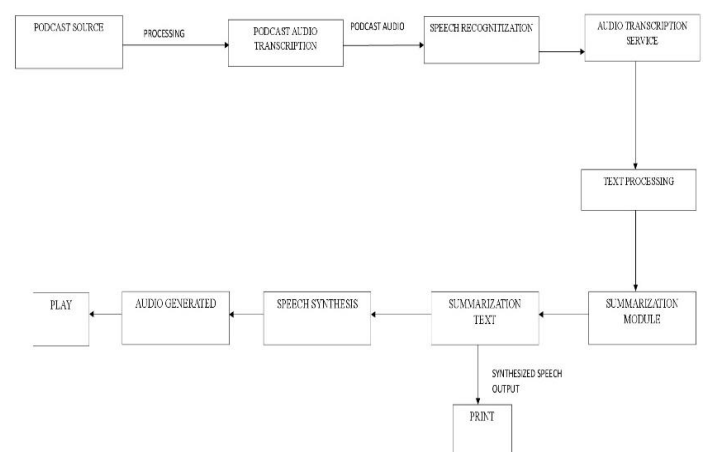 PODCAST SOURCE
PROCESSING
PODCAST AUDIO
TRANSCRIPTION
PODCAST AUDIO
SPEECH RECOGNITIZATION
AUDIO TRANSCRIPTION
SERVICE
TEXT PROCESSING
PLAY
AUDIO GENERATED
SPEECH SYNTHESIS
SUMMARIZATION
TEXT
SUMMARIZATION
MODULE
SYNTHESIZED SPEECH
OUTPUT
PRINT